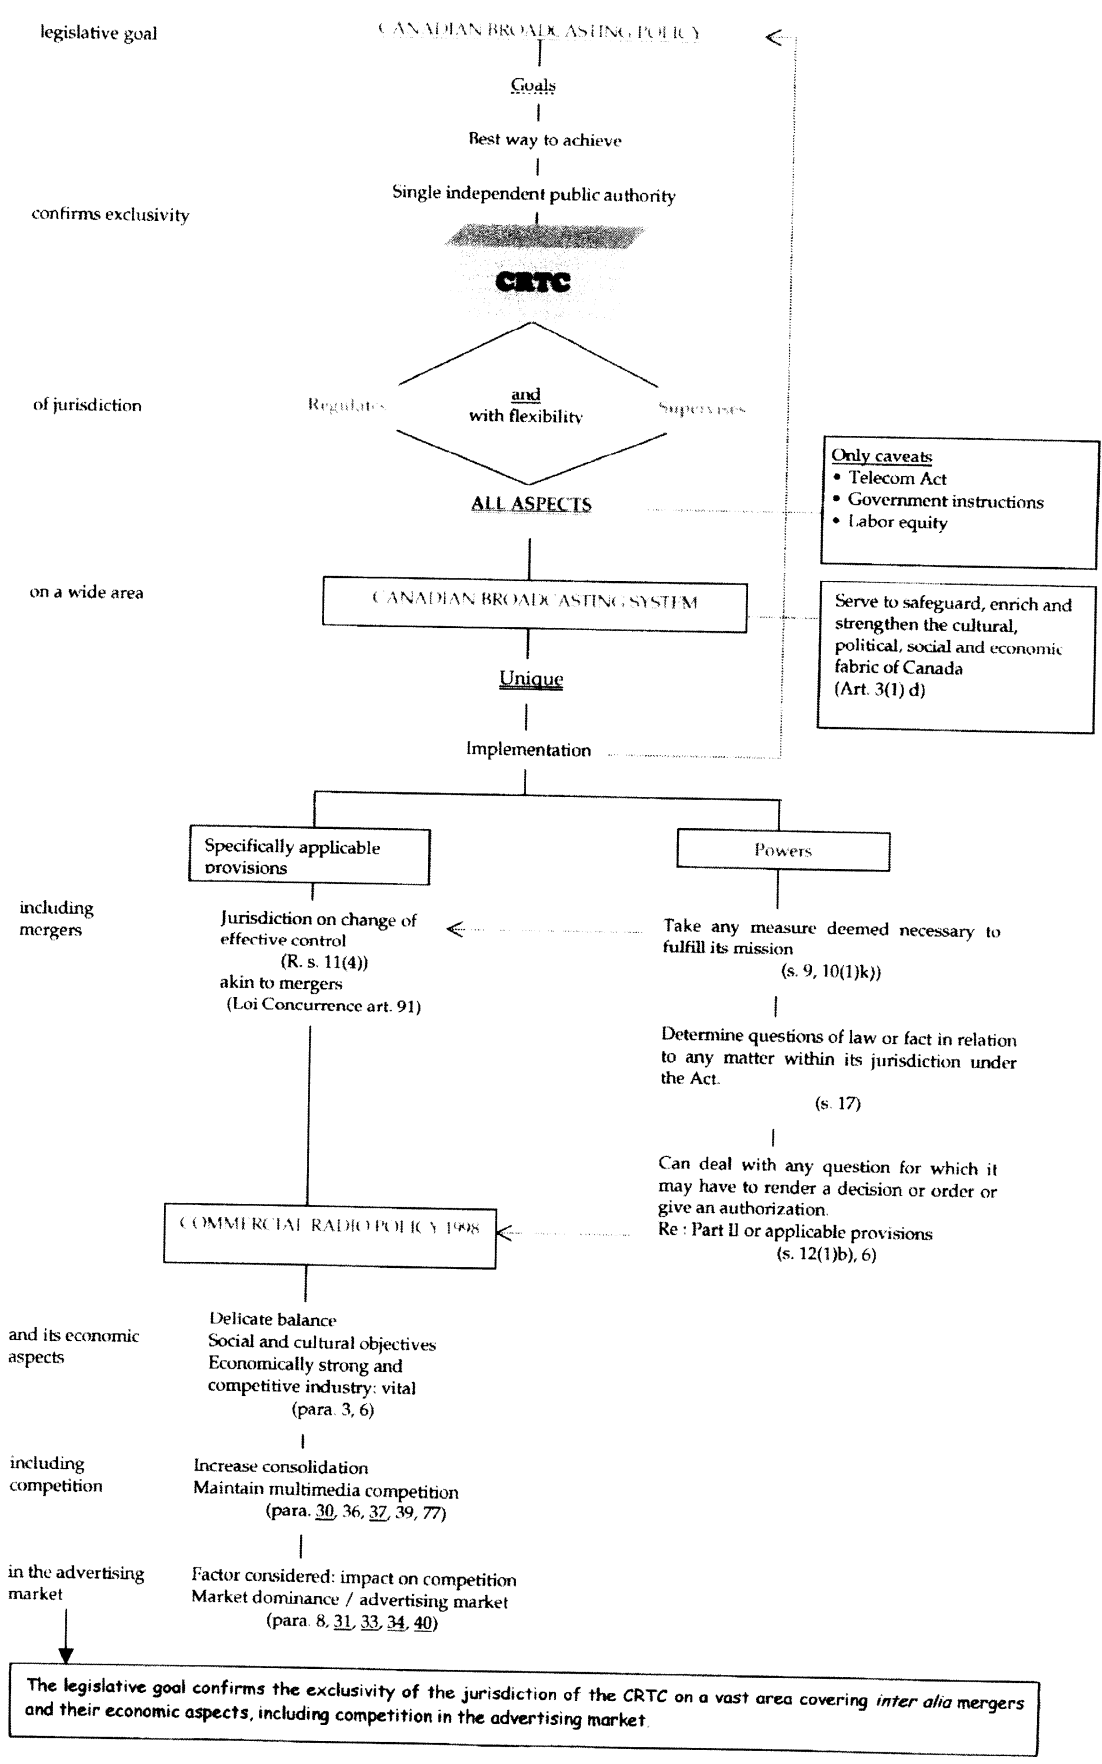 legislative goal
CANADIAN BROADCASTING POLICY
Goals
Best way to achieve
Single independent public authority
confirms exclusivity
CRTC
of jurisdiction
Regulates
and
with flexibility
Supervises
ALL ASPECTS
Only caveats
• Telecom Act
• Government instructions
• Labor equity
on a wide area
CANADIAN BROADCASTING SYSTEM
Serve to safeguard, enrich and
strengthen the cultural,
political, social and economic
fabric of Canada
(Art. 3(1) d)
Unique
Implementation
Specifically applicable
provisions
Powers
including
mergers
Jurisdiction on change of
effective control
(R. s. 11(4))
akin to mergers
(Loi Concurrence art. 91)
Take any measure deemed necessary to
fulfill its mission
(s. 9, 10(1)k))
Determine questions of law or fact in relation
to any matter within its jurisdiction under
the Act.
(s. 17)
Can deal with any question for which it
may have to render a decision or order or
give an authorization.
Re : Part II or applicable provisions
(s. 12(1)b), 6)
COMMERCIAL RADIO POLICY 1998
and its economic
aspects
Delicate balance
Social and cultural objectives
Economically strong and
competitive industry: vital
(para. 3, 6)
including
competition
Increase consolidation
Maintain multimedia competition
(para. 30, 36, 37, 39, 77)
in the advertising
market
Factor considered: impact on competition
Market dominance / advertising market
(para. 8, 31, 33, 34, 40)
The legislative goal confirms the exclusivity of the jurisdiction of the CRTC on a vast area covering inter alia mergers
and their economic aspects, including competition in the advertising market.